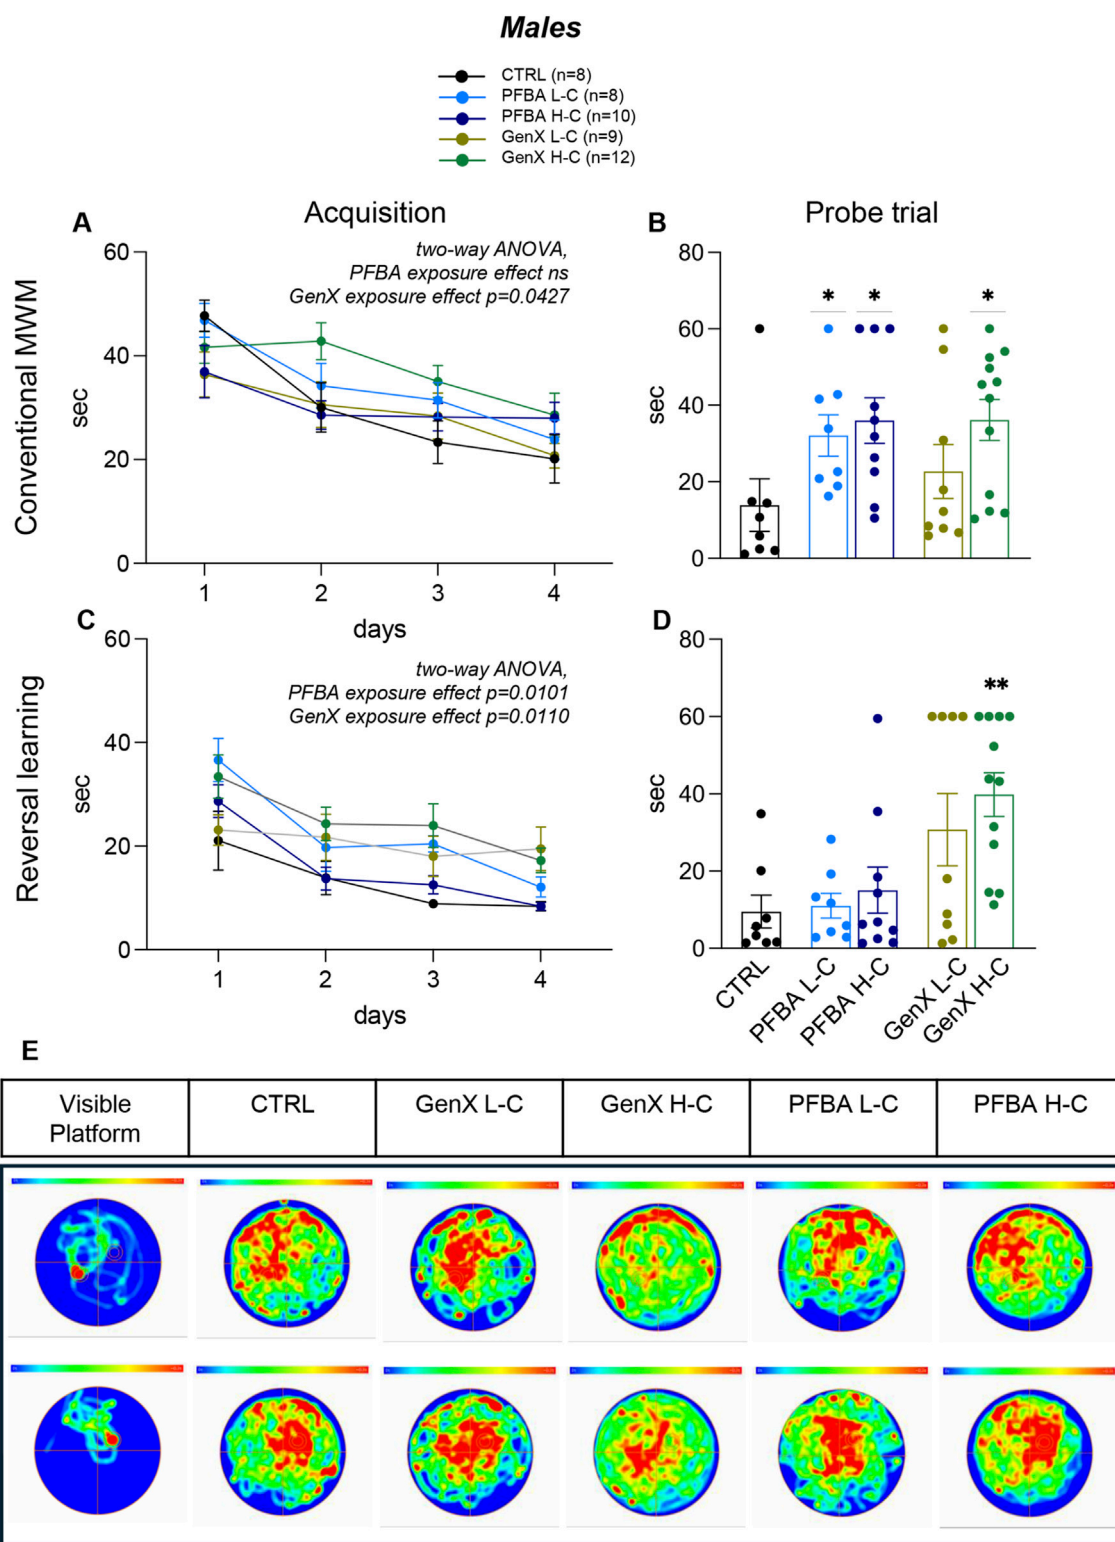 Males
CTRL (n=8)
PFBA L-C (n=8)
PFBA H-C (n=10)
GenX L-C (n=9)
GenX H-C (n=12)
Acquisition
Probe trial
Conventional MWM
A
60
40
20
0
sec
1 2 3 4
days
two-way ANOVA,
PFBA exposure effect ns
GenX exposure effect p=0.0427
B
80
60
40
20
0
sec
* * *
Reversal learning
C
60
40
20
0
sec
1 2 3 4
days
two-way ANOVA,
PFBA exposure effect p=0.0101
GenX exposure effect p=0.0110
D
80
60
40
20
0
sec
**
CTRL
PFBA L-C
PFBA H-C
GenX L-C
GenX H-C
E
Visible
Platform
CTRL
GenX L-C
GenX H-C
PFBA L-C
PFBA H-C